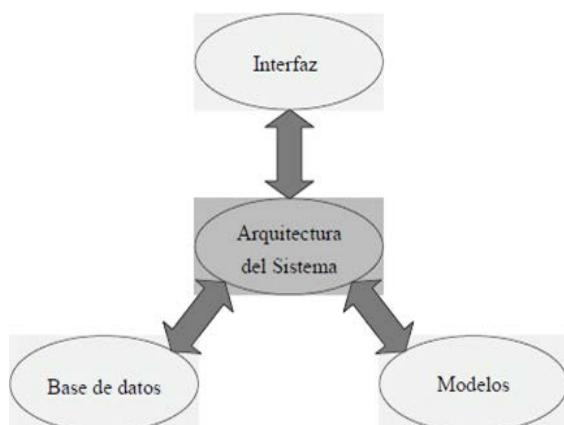 Interfaz
Arquitectura
del Sistema
Base de datos
Modelos